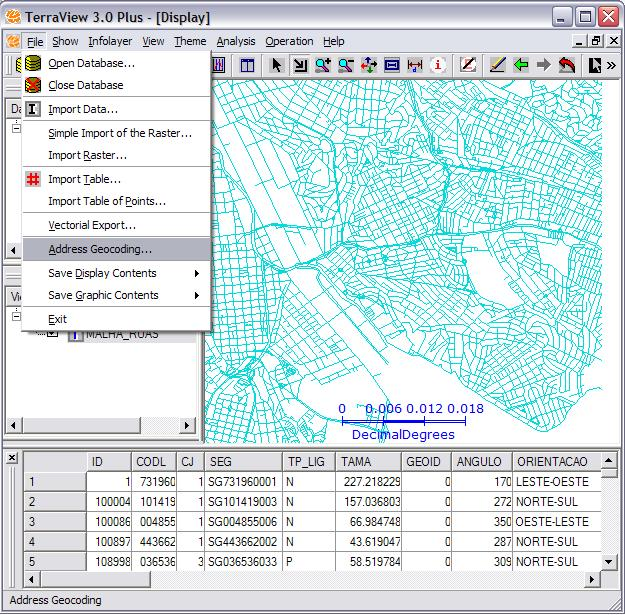 TerraView 3.0 Plus - [Display]
File Show Infolayer View Theme Analysis Operation Help
Open Database...
Close Database
Import Data...
Simple Import of the Raster...
Import Raster...
Import Table...
Import Table of Points...
Vectorial Export...
Address Geocoding...
Save Display Contents
Save Graphic Contents
Exit
MALHA_RUAS
0 0.006 0.012 0.018
DecimalDegrees
ID CODL CJ SEG TP_LIG TAMA GEOID ANGULO ORIENTACAO
1 1 731960 1 SG731960001 N 227.218229 0 170 LESTE-OESTE
2 100004 101419 1 SG101419003 N 157.036803 0 272 NORTE-SUL
3 100086 004855 1 SG004855006 N 66.984748 0 350 OESTE-LESTE
4 100897 443662 1 SG443662002 N 43.619047 0 287 NORTE-SUL
5 108998 036536 3 SG036536033 P 58.519784 0 309 NORTE-SUL
Address Geocoding